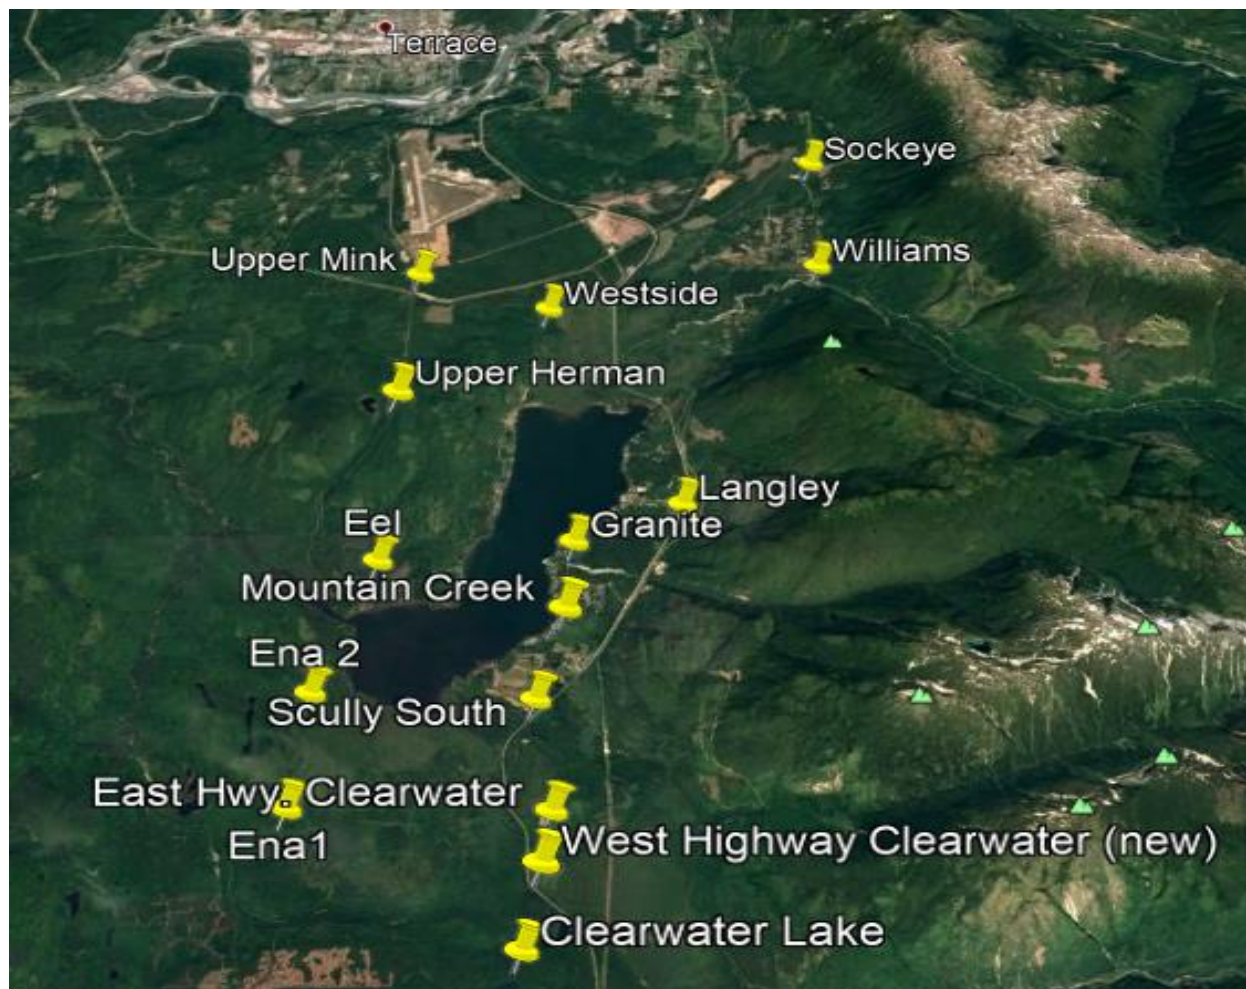 Terrace
Sockeye
Williams
Upper Mink
Westside
Upper Herman
Langley
Eel
Granite
Mountain Creek
Ena 2
Scully South
East Hwy. Clearwater
Ena1
West Highway Clearwater (new)
Clearwater Lake